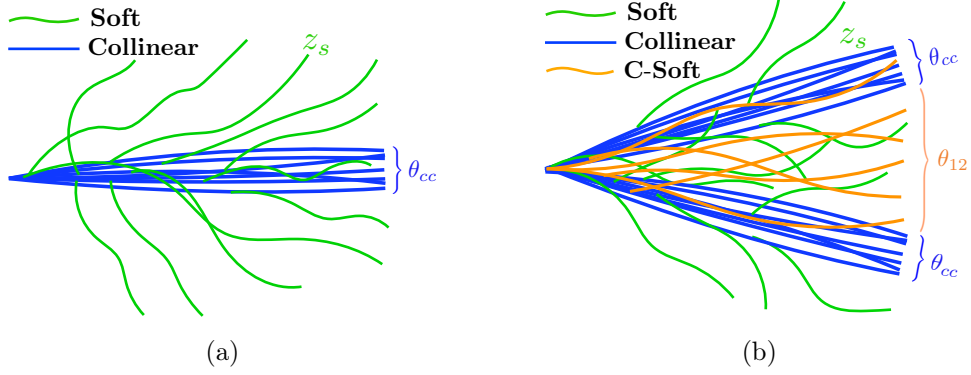 Soft
Collinear
z_s
θ_cc
(a)
Soft
Collinear
C-Soft
z_s
θ_cc
θ_12
θ_cc
(b)